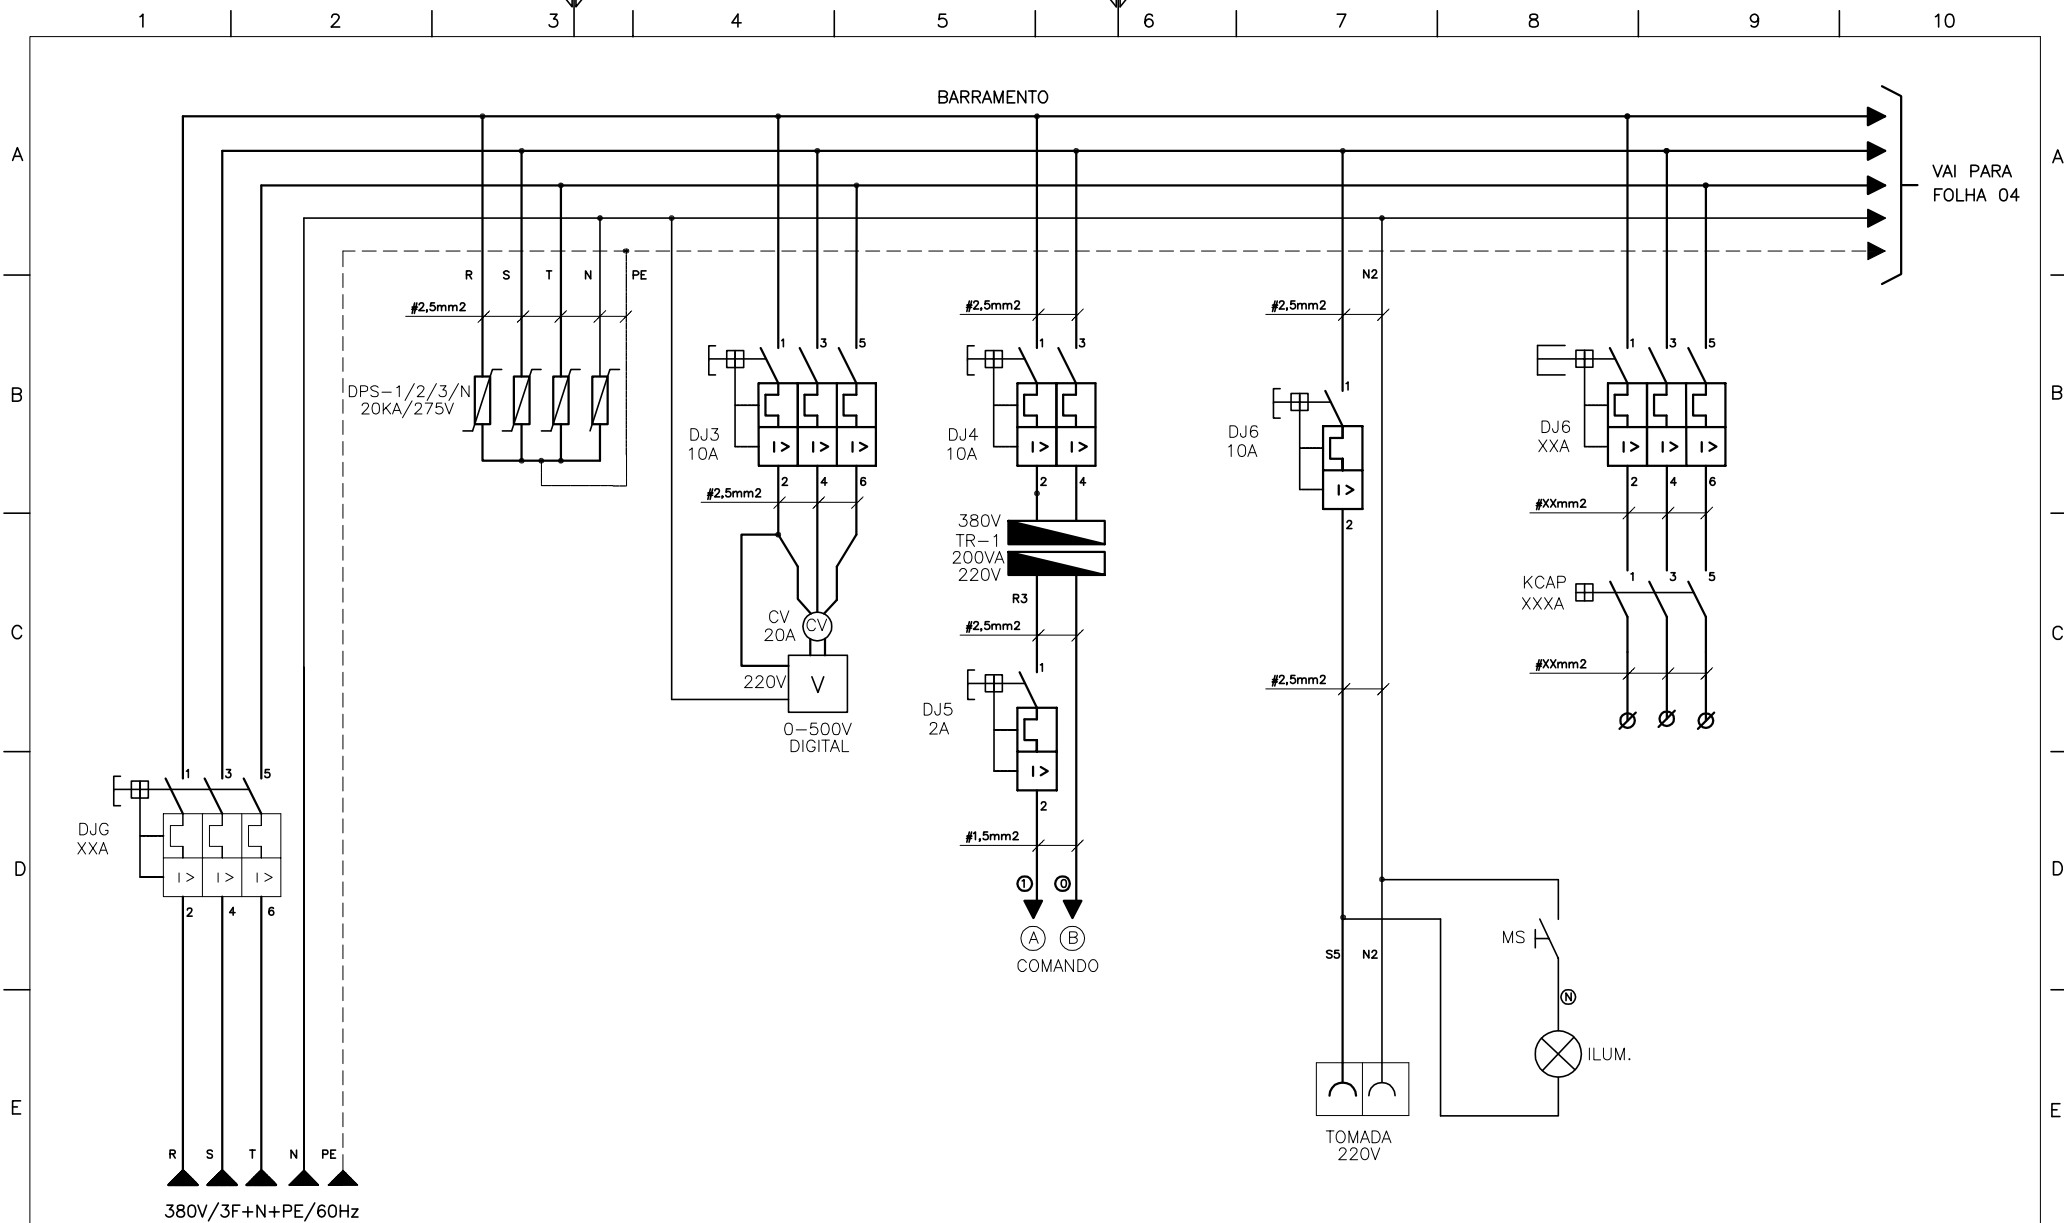 1 2 3 4 5 6 7 8 9 10
BARRAMENTO
A
A
VAI PARA
FOLHA 04
R S T N PE
N2
#2,5mm2
#2,5mm2
#2,5mm2
1 3 5
1 3
1
1 3 5
B
B
DPS-1/2/3/N
20KA/275V
DJ3
10A
I> I> I>
DJ4
10A
I> I>
DJ6
10A
I>
DJ6
XXA
I> I> I>
2 4 6
2 4
2
2 4 6
#2,5mm2
#XXmm2
380V
TR-1
200VA
220V
R3
1 3 5
KCAP
XXXA
C
C
CV
20A
CV
#2,5mm2
#XXmm2
220V
V
0-500V
DIGITAL
1
DJ5
2A
I>
2
#2,5mm2
1 3 5
DJG
XXA
I> I> I>
2 4 6
#1,5mm2
D
D
1 0
A B
COMANDO
S5 N2
MS
N
ILUM.
E
E
TOMADA
220V
R S T N PE
380V/3F+N+PE/60Hz